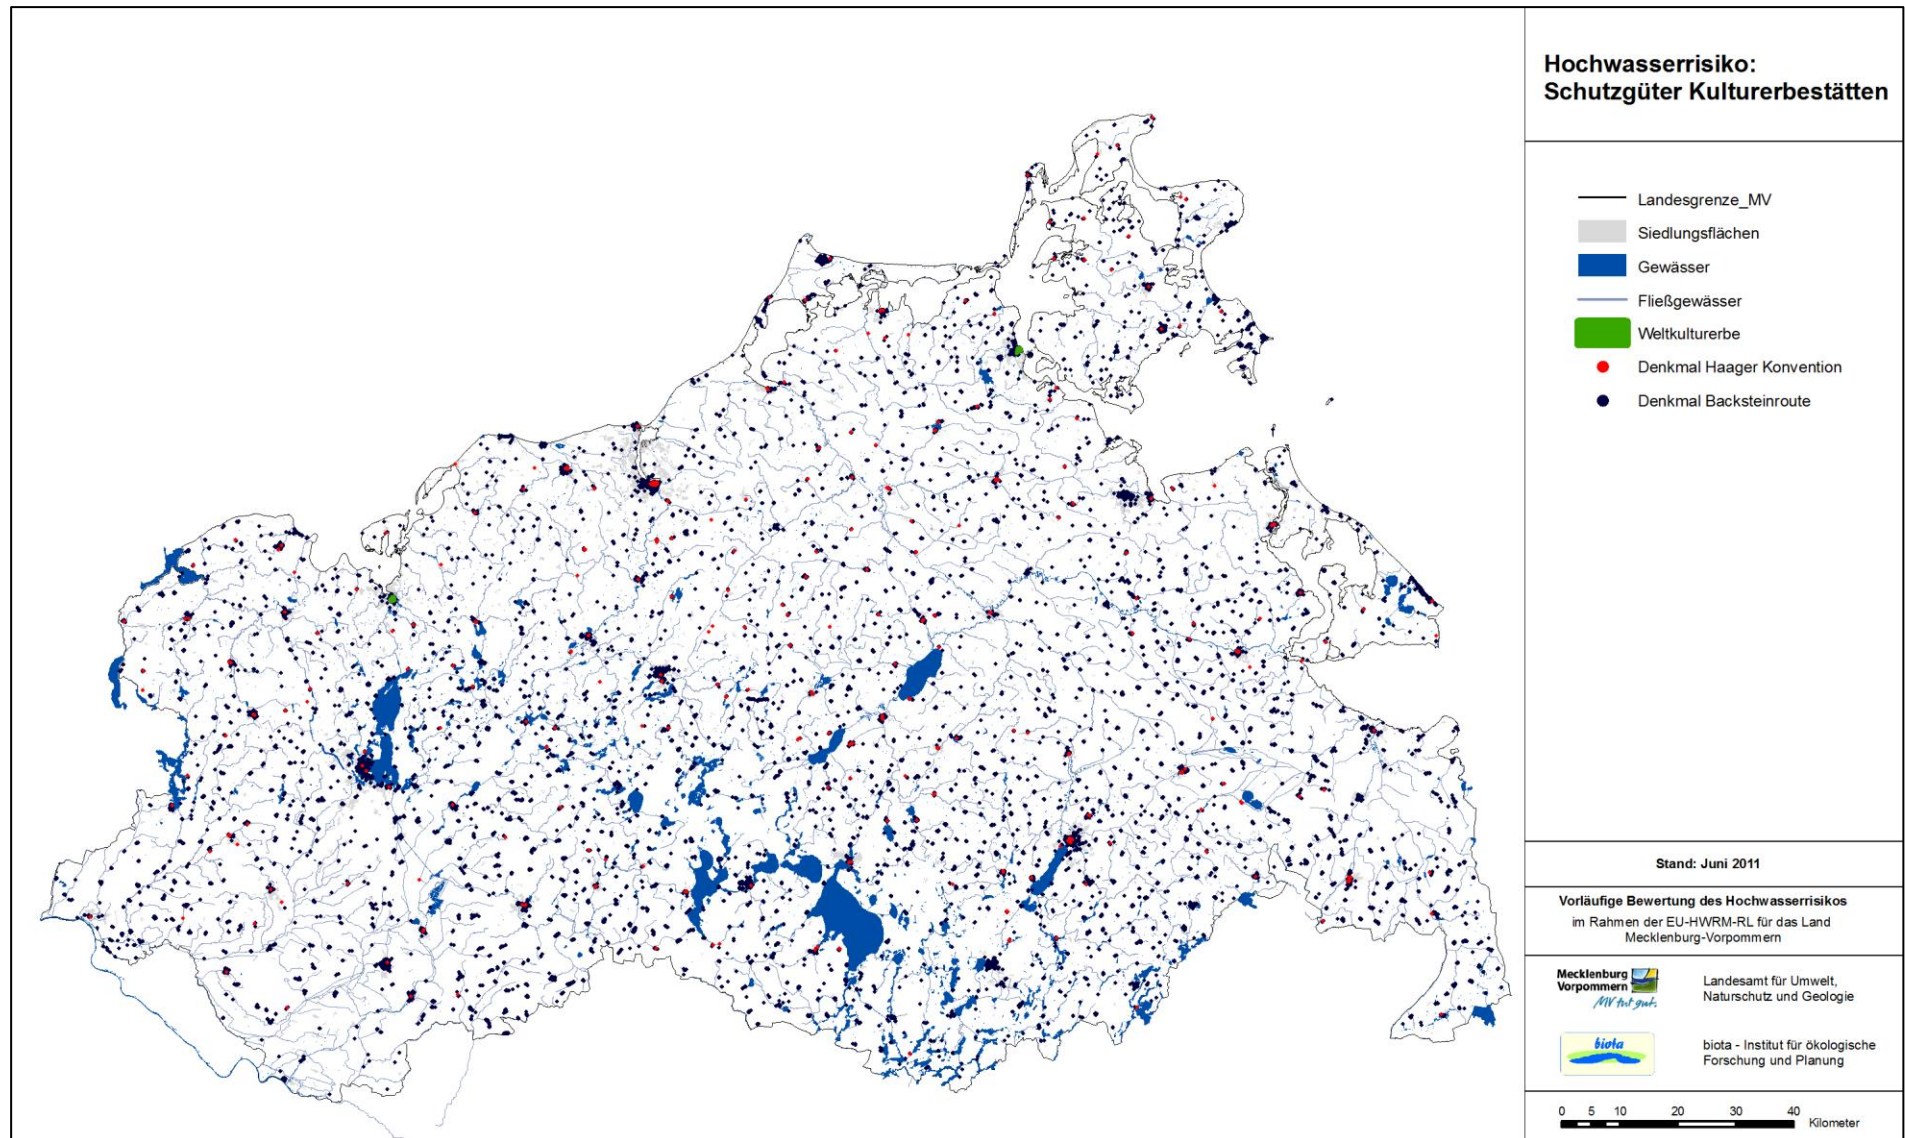 Hochwasserrisiko:
Schutzgüter Kulturerbestätten
Landesgrenze_MV
Siedlungsflächen
Gewässer
Fließgewässer
Weltkulturerbe
Denkmal Haager Konvention
Denkmal Backsteinroute
Stand: Juni 2011
Vorläufige Bewertung des Hochwasserrisikos
im Rahmen der EU-HWRM-RL für das Land
Mecklenburg-Vorpommern
Mecklenburg
Vorpommern
MV tut gut.
Landesamt für Umwelt,
Naturschutz und Geologie
biota
biota - Institut für ökologische
Forschung und Planung
0 5 10 20 30 40
Kilometer